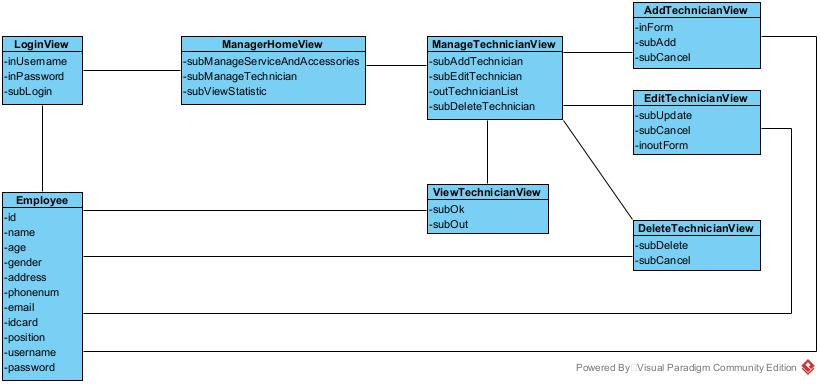 LoginView
-inUsername
-inPassword
-subLogin
ManagerHomeView
-subManageServiceAndAccessories
-subManageTechnician
-subViewStatistic
ManageTechnicianView
-subAddTechnician
-subEditTechnician
-outTechnicianList
-subDeleteTechnician
AddTechnicianView
-inForm
-subAdd
-subCancel
EditTechnicianView
-subUpdate
-subCancel
-inoutForm
Employee
-id
-name
-age
-gender
-address
-phonenum
-email
-idcard
-position
-username
-password
ViewTechnicianView
-subOk
-subOut
DeleteTechnicianView
-subDelete
-subCancel
Powered By Visual Paradigm Community Edition